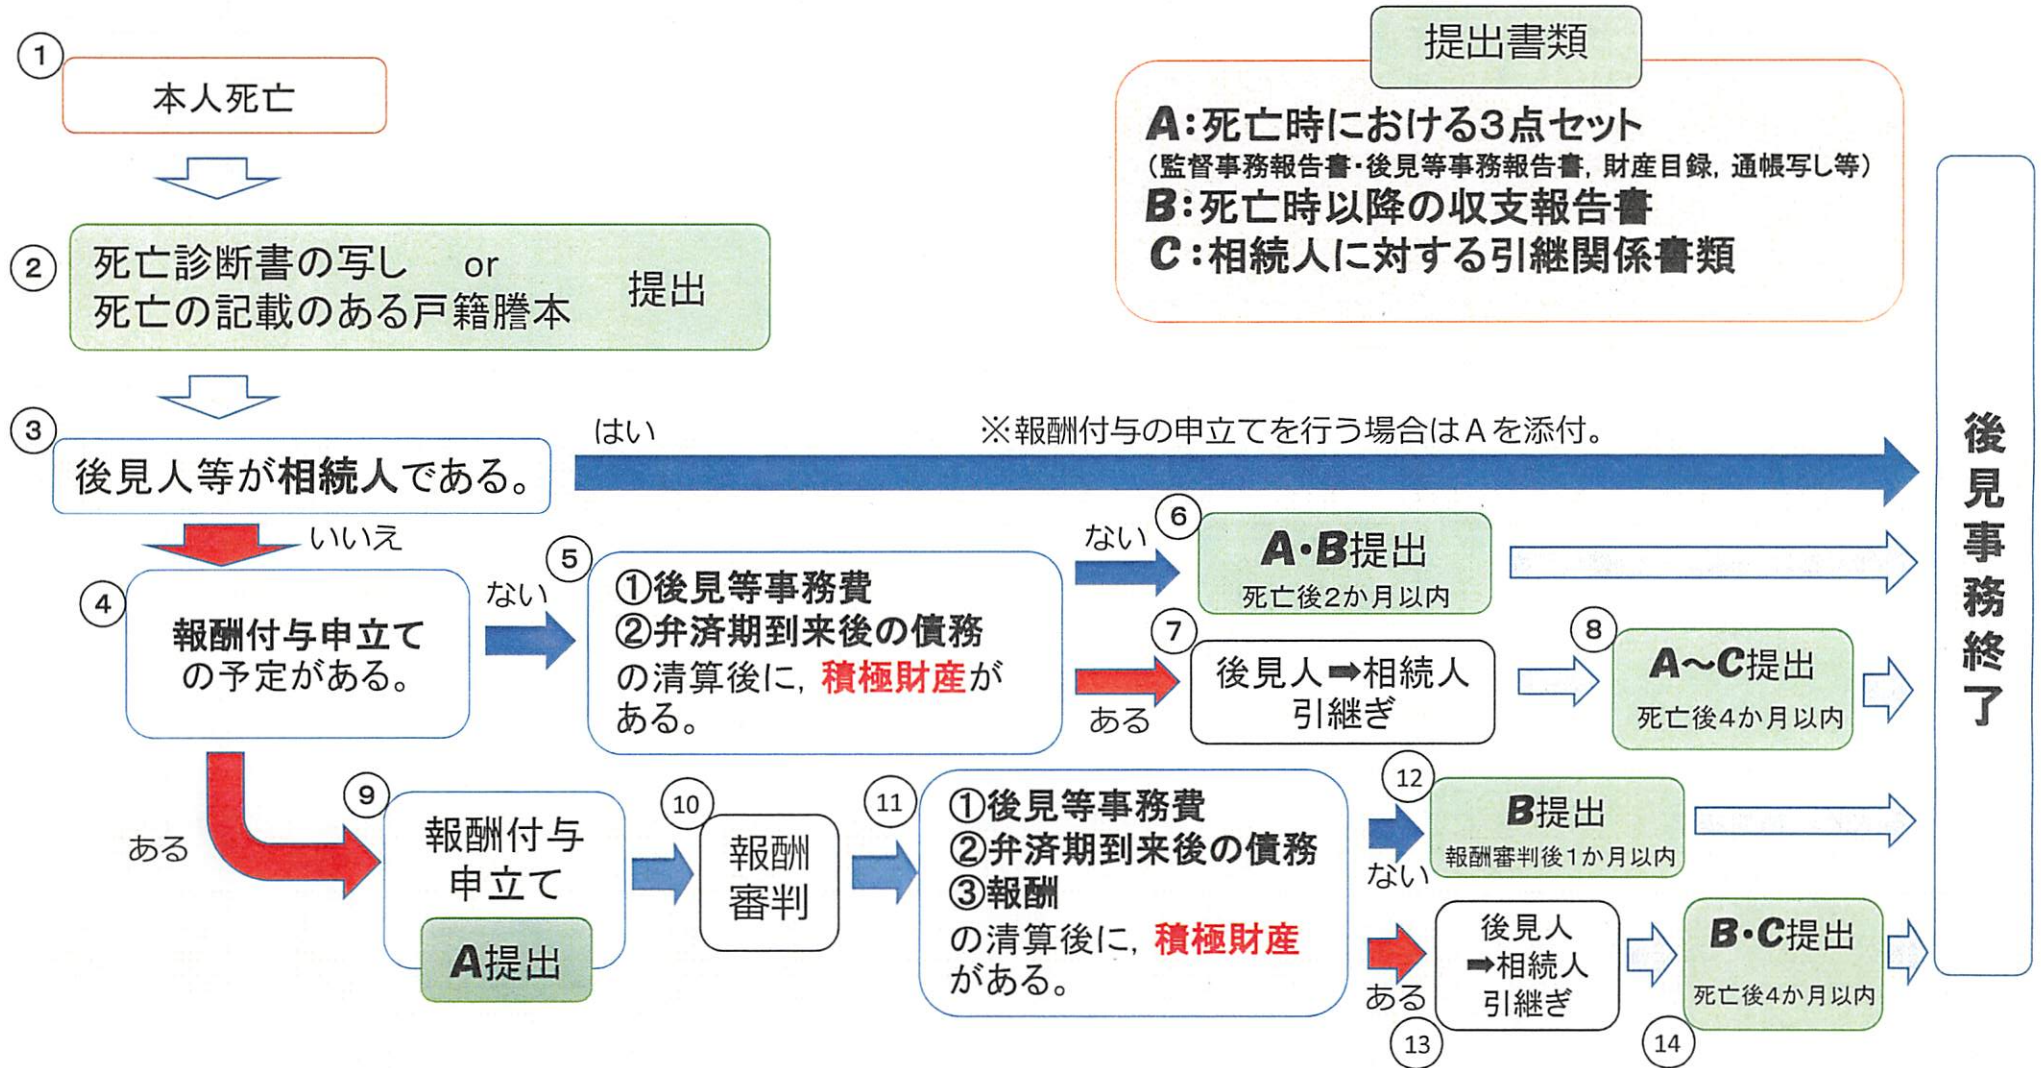 ①
本人死亡
②
死亡診断書の写し or
死亡の記載のある戸籍謄本
提出
提出書類
A:死亡時における3点セット
(監督事務報告書・後見等事務報告書, 財産目録, 通帳写し等)
B:死亡時以降の収支報告書
C:相続人に対する引継関係書類
③
後見人等が相続人である。
はい
※報酬付与の申立てを行う場合はAを添付。
いいえ
④
報酬付与申立て
の予定がある。
ない
⑤
①後見等事務費
②弁済期到来後の債務
の清算後に, 積極財産が
ある。
ない
⑥
A・B提出
死亡後2か月以内
ある
⑦
後見人➡相続人
引継ぎ
⑧
A～C提出
死亡後4か月以内
ある
⑨
報酬付与
申立て
A提出
⑩
報酬
審判
⑪
①後見等事務費
②弁済期到来後の債務
③報酬
の清算後に, 積極財産
がある。
ない
⑫
B提出
報酬審判後1か月以内
ある
⑬
後見人
➡相続人
引継ぎ
⑭
B・C提出
死亡後4か月以内
後見事務終了